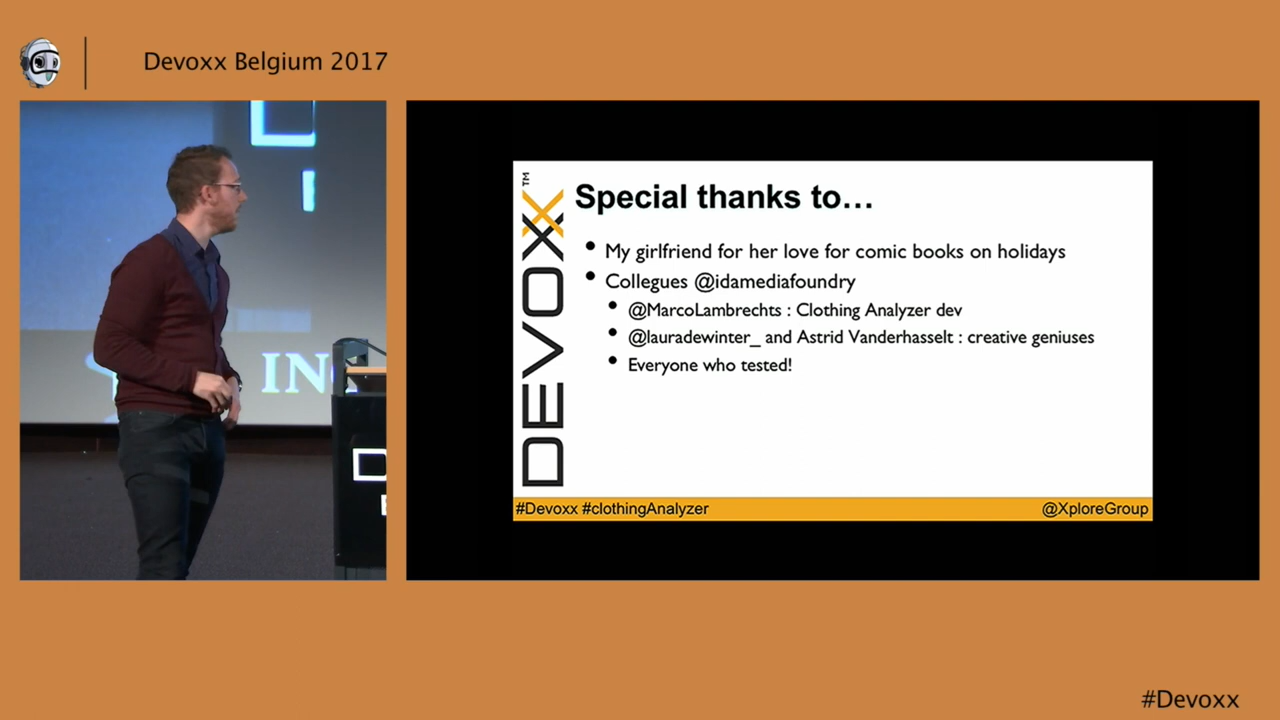 Devoxx Belgium 2017
DEVOXX™
Special thanks to…
• My girlfriend for her love for comic books on holidays
• Collegues @idamediafoundry
• @MarcoLambrechts : Clothing Analyzer dev
• @lauradewinter_ and Astrid Vanderhasselt : creative geniuses
• Everyone who tested!
#Devoxx #clothingAnalyzer
@XploreGroup
#Devoxx